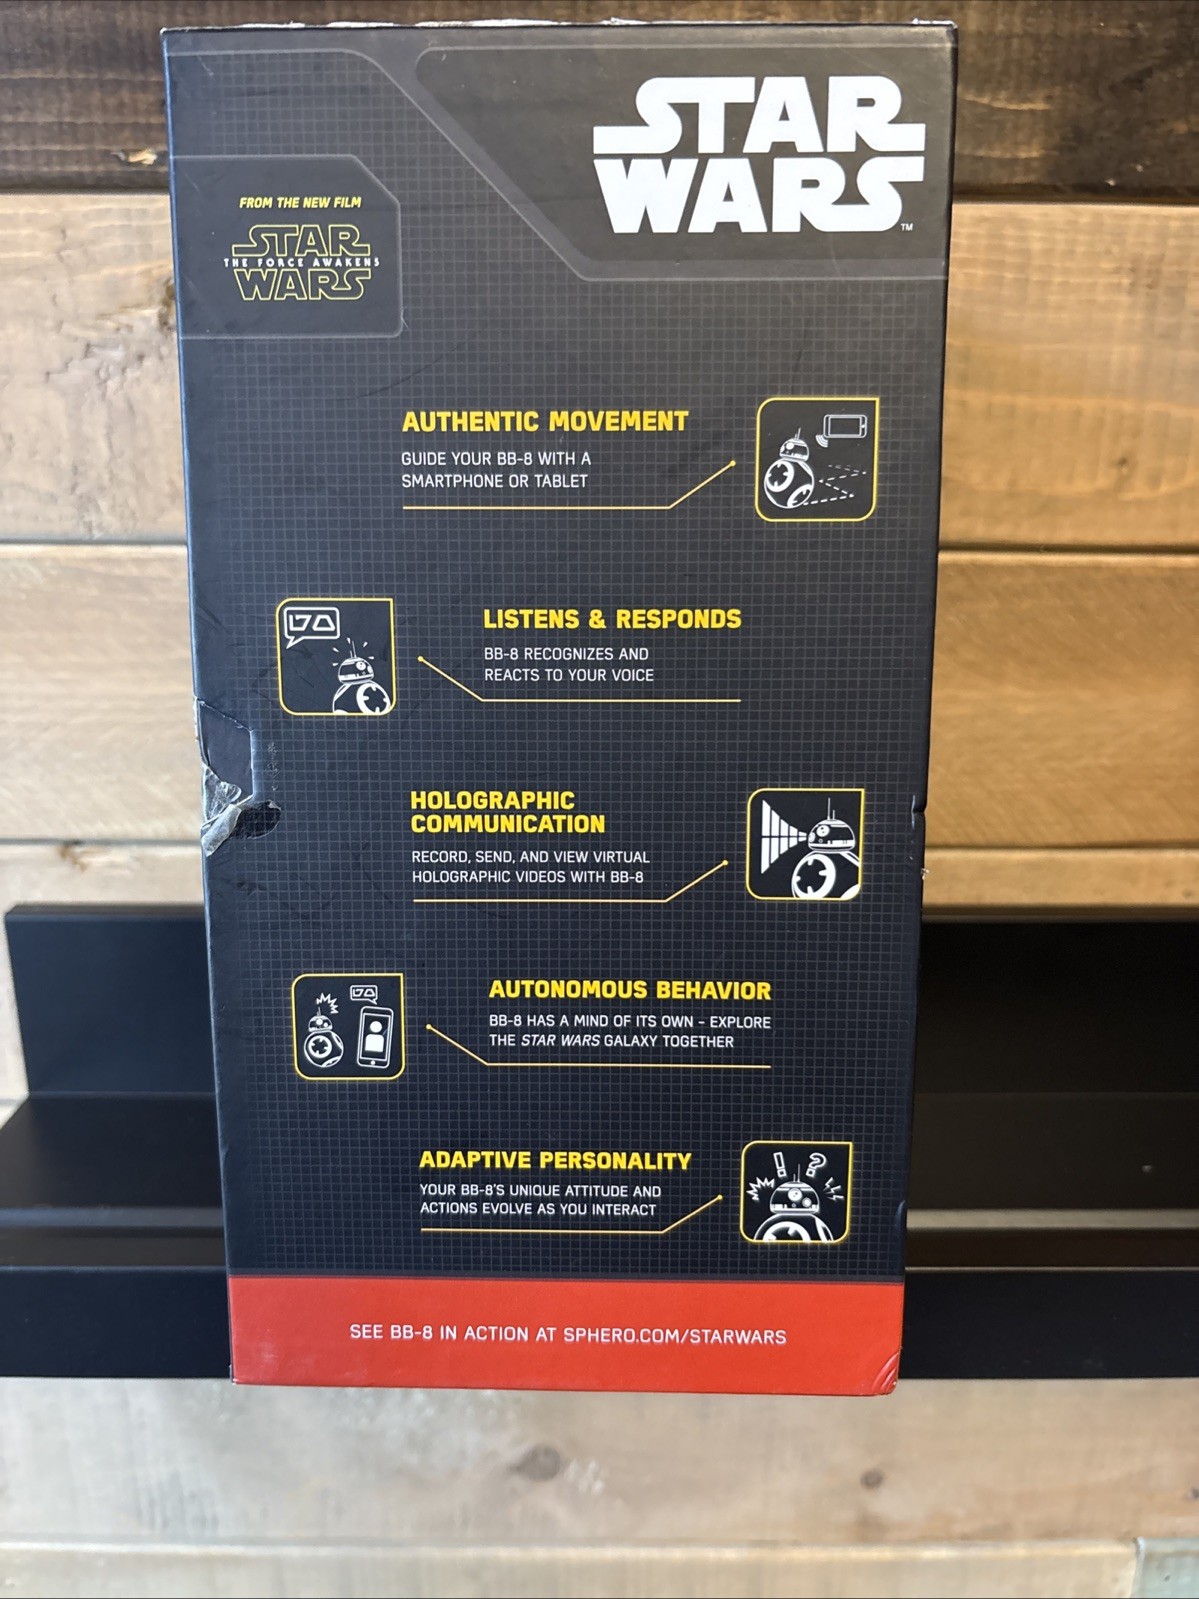 STAR
WARS
TM
FROM THE NEW FILM
STAR
THE FORCE AWAKENS
WARS
AUTHENTIC MOVEMENT
GUIDE YOUR BB-8 WITH A
SMARTPHONE OR TABLET
LISTENS & RESPONDS
BB-8 RECOGNIZES AND
REACTS TO YOUR VOICE
HOLOGRAPHIC
COMMUNICATION
RECORD, SEND, AND VIEW VIRTUAL
HOLOGRAPHIC VIDEOS WITH BB-8
AUTONOMOUS BEHAVIOR
BB-8 HAS A MIND OF ITS OWN – EXPLORE
THE STAR WARS GALAXY TOGETHER
ADAPTIVE PERSONALITY
! ?
YOUR BB-8'S UNIQUE ATTITUDE AND
ACTIONS EVOLVE AS YOU INTERACT
SEE BB-8 IN ACTION AT SPHERO.COM/STARWARS